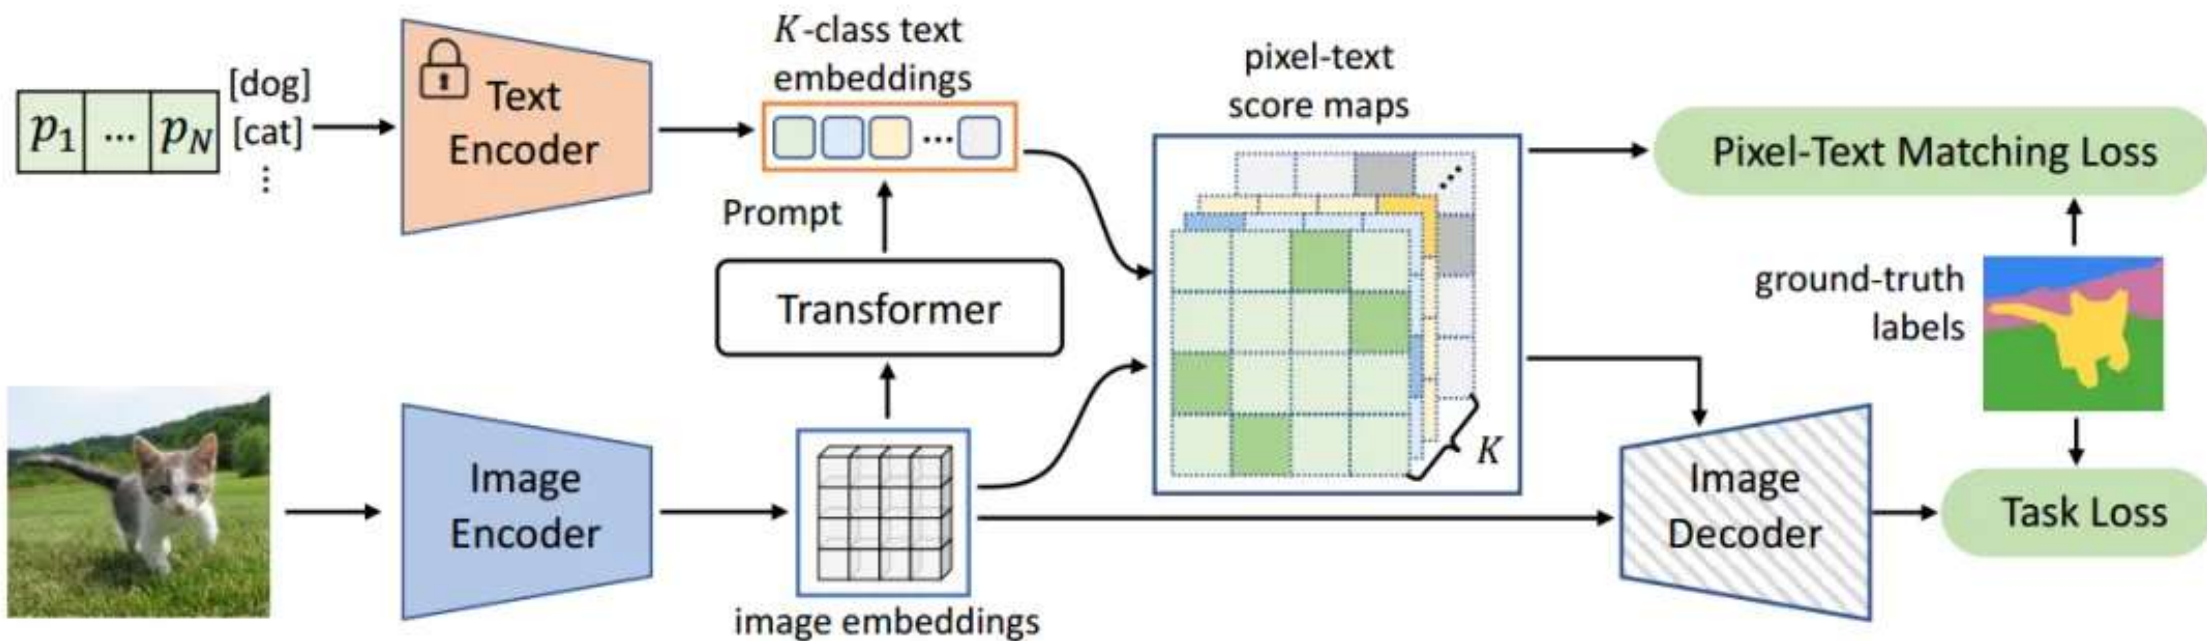 p₁ ... p_N
[dog]
[cat]
⋮
Text
Encoder
K-class text
embeddings
...
Prompt
Transformer
Image
Encoder
image embeddings
pixel-text
score maps
K
Pixel-Text Matching Loss
ground-truth
labels
Image
Decoder
Task Loss